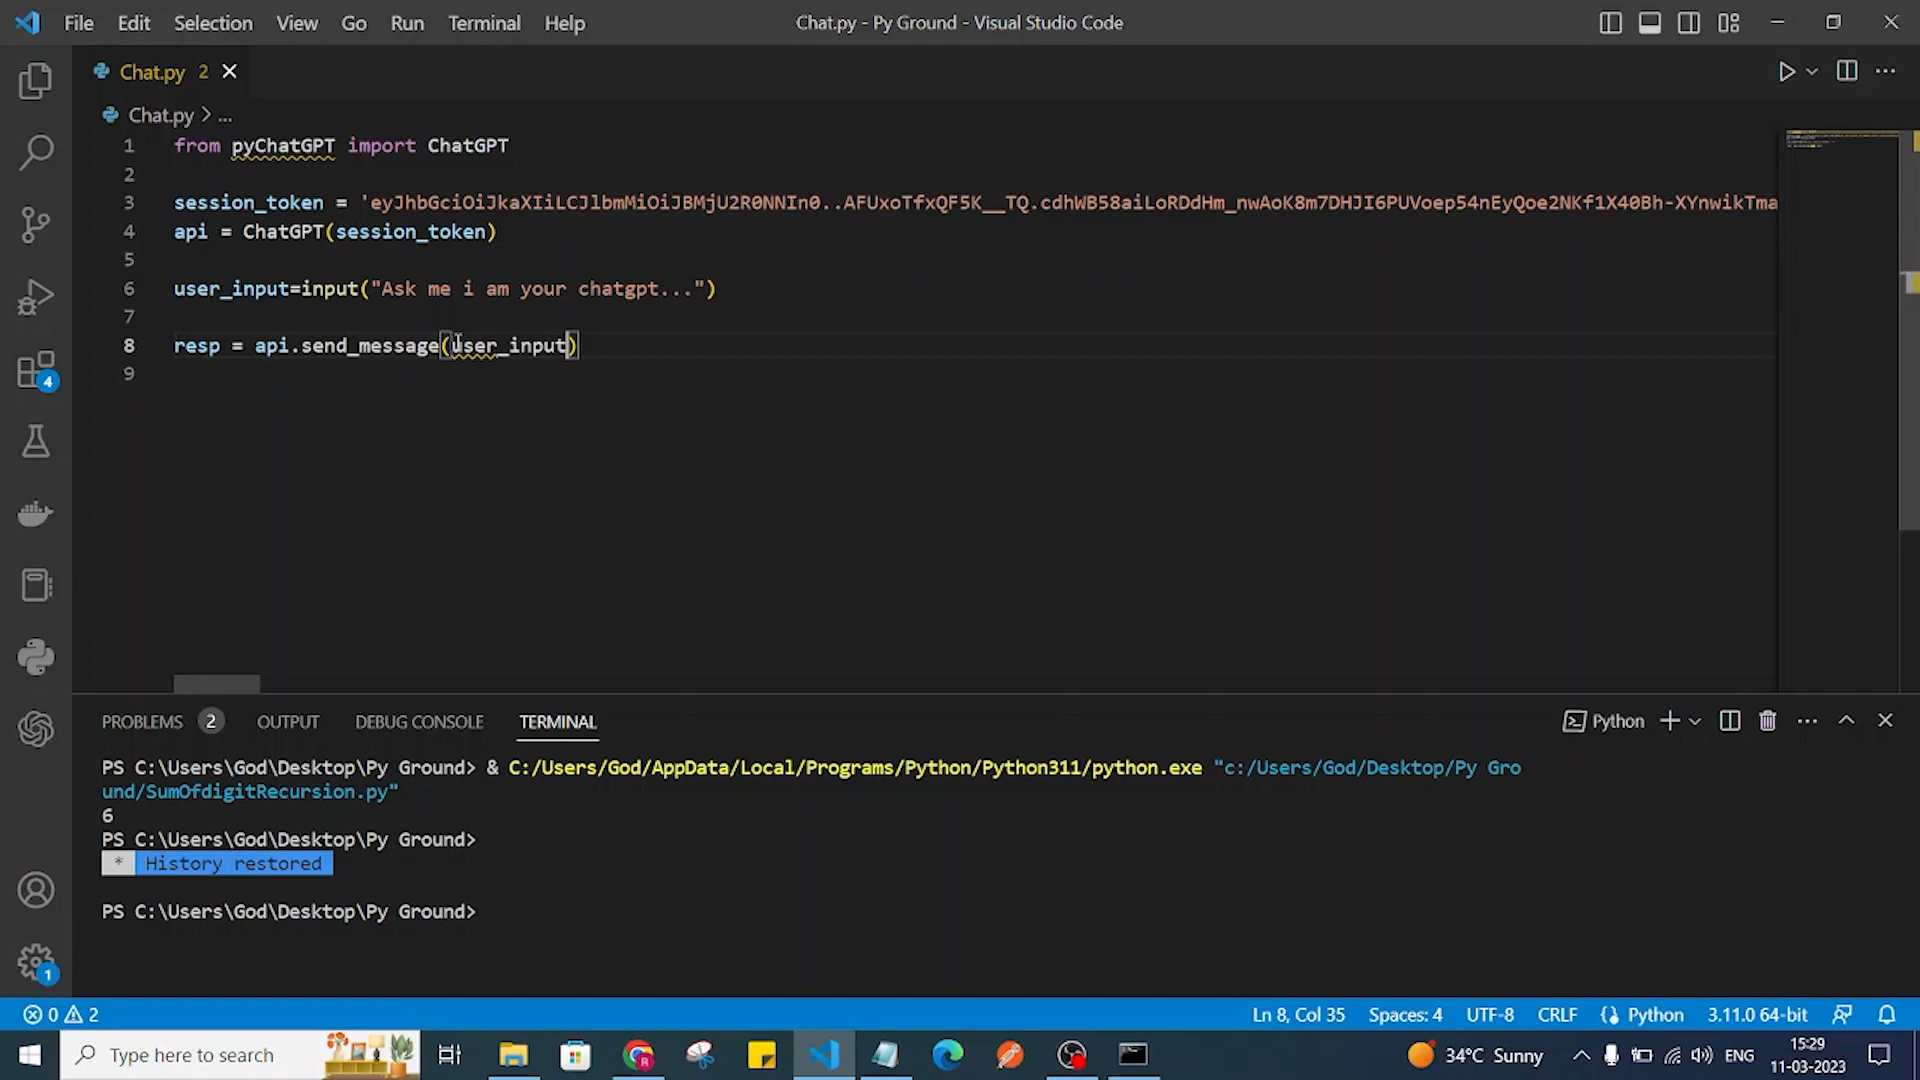 File Edit Selection View Go Run Terminal Help Chat.py - Py Ground - Visual Studio Code
Chat.py 2
Chat.py > ...
1 from pyChatGPT import ChatGPT
2
3 session_token = 'eyJhbGciOiJkaXIiLCJlbmMiOiJBMjU2R0NNIn0..AFUxoTfxQF5K__TQ.cdhWB58aiLoRDdHm_nwAoK8m7DHJI6PUVoep54nEyQoe2NKf1X40Bh-XYnwikTma
4 api = ChatGPT(session_token)
5
6 user_input=input("Ask me i am your chatgpt...")
7
8 resp = api.send_message(user_input)
9
4
PROBLEMS 2 OUTPUT DEBUG CONSOLE TERMINAL Python
PS C:\Users\God\Desktop\Py Ground> & C:/Users/God/AppData/Local/Programs/Python/Python311/python.exe "c:/Users/God/Desktop/Py Gro
und/SumOfdigitRecursion.py"
6
PS C:\Users\God\Desktop\Py Ground>
* History restored
PS C:\Users\God\Desktop\Py Ground>
1
0 2 Ln 8, Col 35 Spaces: 4 UTF-8 CRLF Python 3.11.0 64-bit
Type here to search 34°C Sunny ENG 15:29
11-03-2023